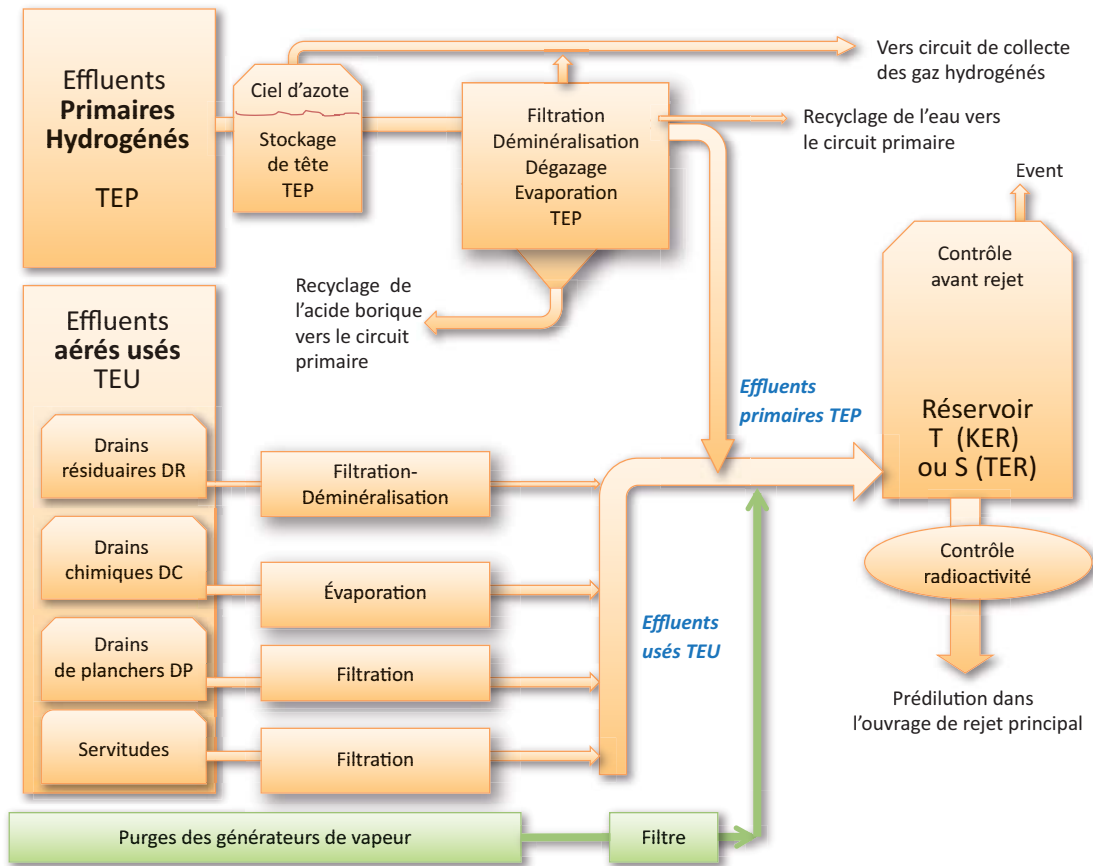 Effluents
Primaires
Hydrogénés
TEP
Ciel d'azote
Stockage
de tête
TEP
Filtration
Déminéralisation
Dégazage
Evaporation
TEP
Vers circuit de collecte
des gaz hydrogénés
Recyclage de l'eau vers
le circuit primaire
Recyclage de
l'acide borique
vers le circuit
primaire
Event
Contrôle
avant rejet
Réservoir
T (KER)
ou S (TER)
Contrôle
radioactivité
Prédilution dans
l'ouvrage de rejet principal
Effluents
primaires TEP
Effluents
aérés usés
TEU
Drains
résiduaires DR
Filtration-
Déminéralisation
Drains
chimiques DC
Évaporation
Drains
de planchers DP
Filtration
Servitudes
Filtration
Effluents
usés TEU
Purges des générateurs de vapeur
Filtre